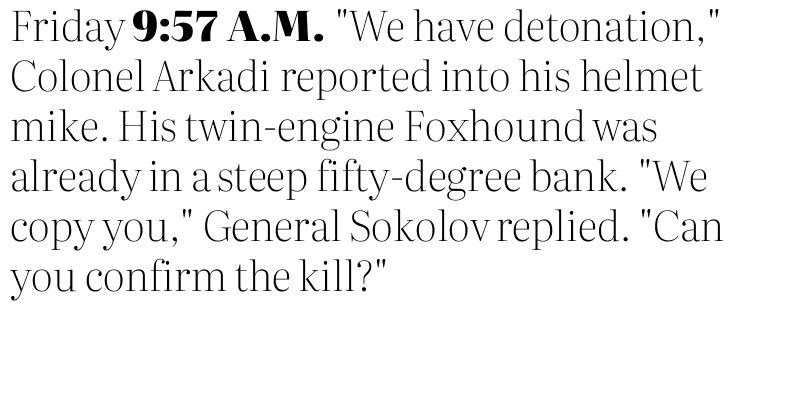 Friday 9:57 A.M. "We have detonation,"
Colonel Arkadi reported into his helmet
mike. His twin-engine Foxhound was
already in a steep fifty-degree bank. "We
copy you," General Sokolov replied. "Can
you confirm the kill?"